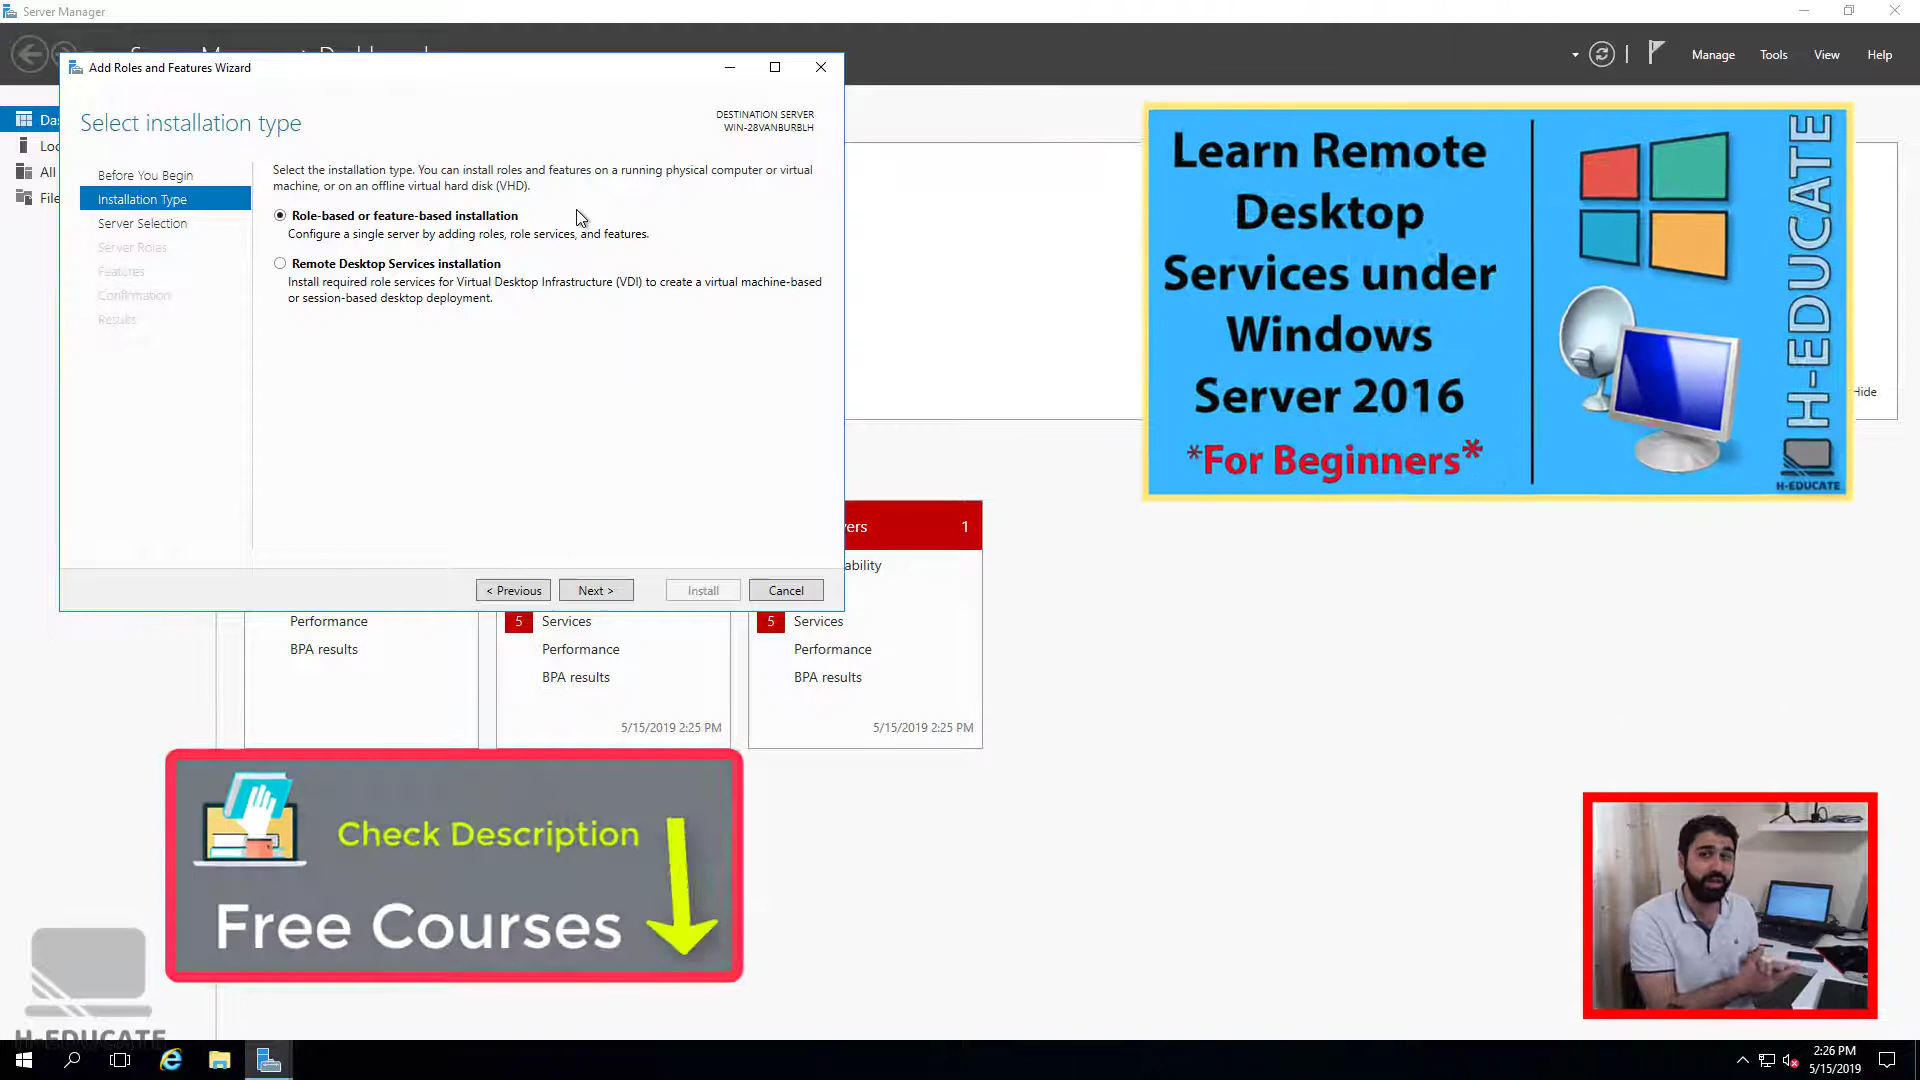 Server Manager
Manage
Tools
View
Help
Add Roles and Features Wizard
Select installation type
DESTINATION SERVER
WIN-28VANBURBLH
Before You Begin
Installation Type
Server Selection
Server Roles
Features
Confirmation
Results
Select the installation type. You can install roles and features on a running physical computer or virtual
machine, or on an offline virtual hard disk (VHD).
Role-based or feature-based installation
Configure a single server by adding roles, role services, and features.
Remote Desktop Services installation
Install required role services for Virtual Desktop Infrastructure (VDI) to create a virtual machine-based
or session-based desktop deployment.
< Previous
Next >
Install
Cancel
Das
Loc
All
File
Learn Remote
Desktop
Services under
Windows
Server 2016
*For Beginners*
H-EDUCATE
H-EDUCATE
Hide
vers 1
ability
Performance
BPA results
5 Services
Performance
BPA results
5/15/2019 2:25 PM
5 Services
Performance
BPA results
5/15/2019 2:25 PM
Check Description
Free Courses
H-EDUCATE
2:26 PM
5/15/2019